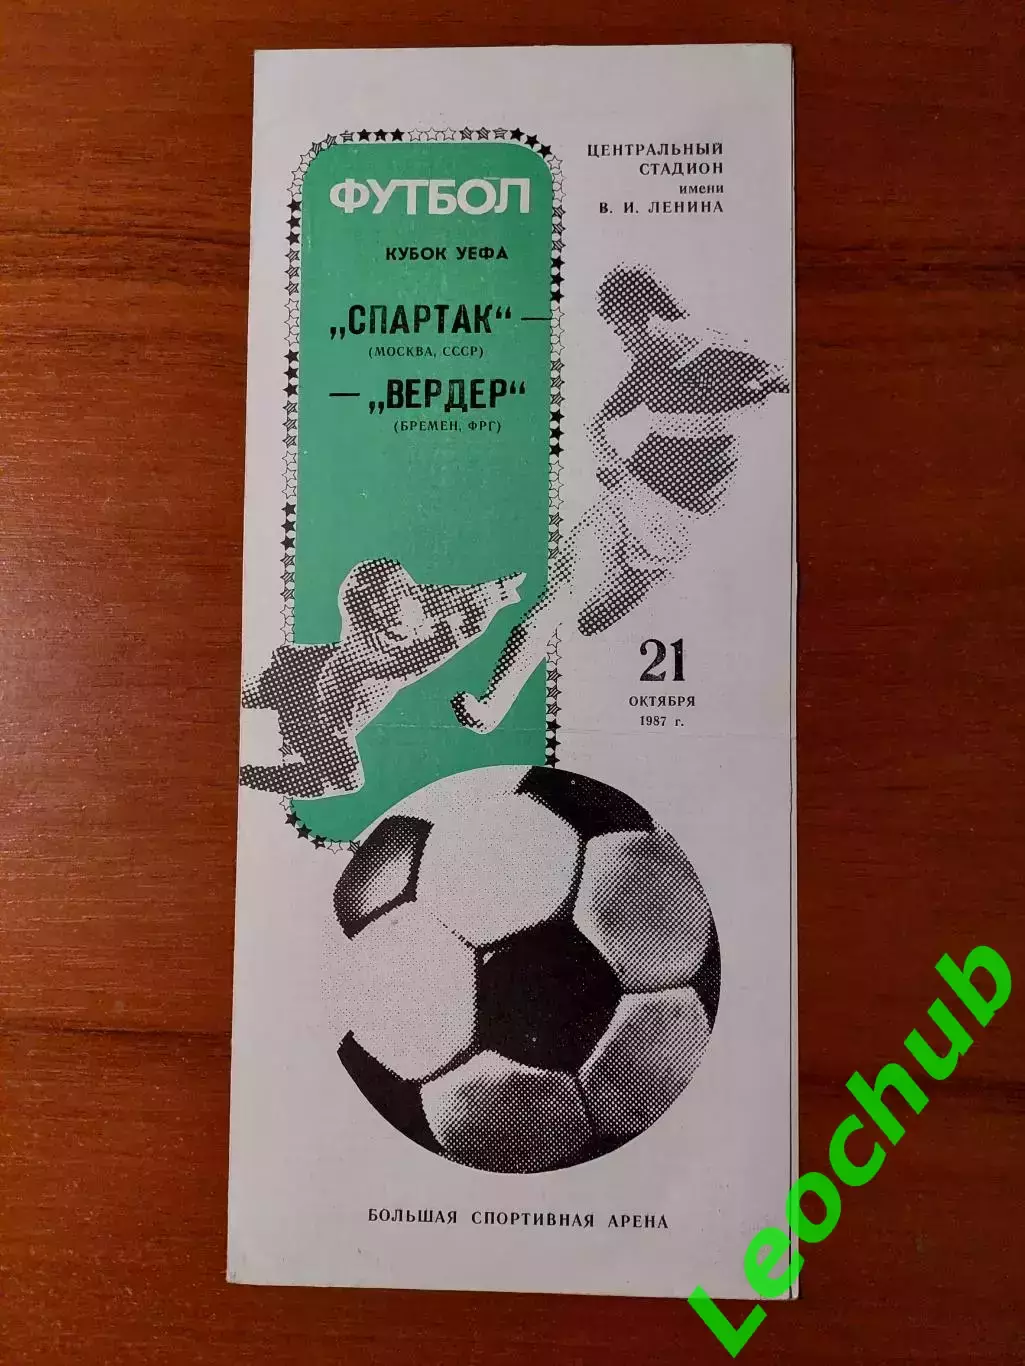 ФУТБОЛ
КУБОК УЕФА
„СПАРТАК“ —
(МОСКВА, СССР)
— „ВЕРДЕР“
(БРЕМЕН, ФРГ)
ЦЕНТРАЛЬНЫЙ
СТАДИОН
имени
В. И. ЛЕНИНА
21
ОКТЯБРЯ
1987 г.
БОЛЬШАЯ СПОРТИВНАЯ АРЕНА
Leochub